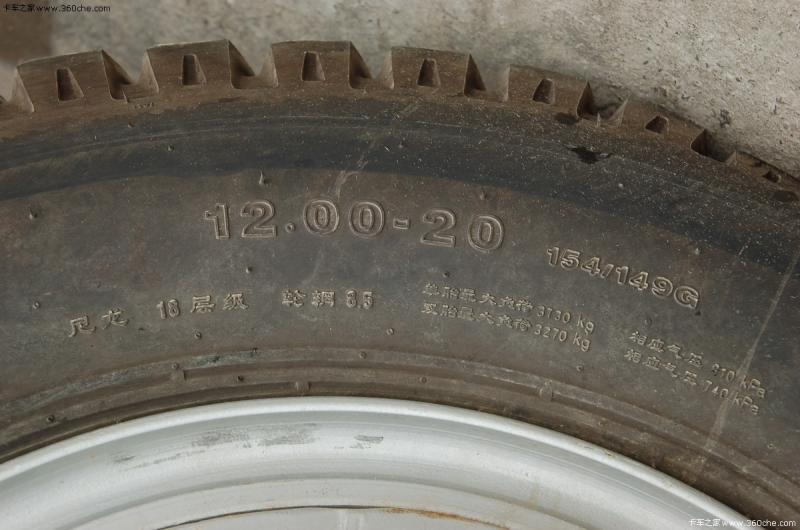 卡车之家 www.360che.com
12.00-20
154/149G
尼龙 18层级 轮辋 8.5
单胎最大负荷 3730 kg 相应气压 810 kPa
双胎最大负荷 3270 kg 相应气压 740 kPa
卡车之家 www.360che.com